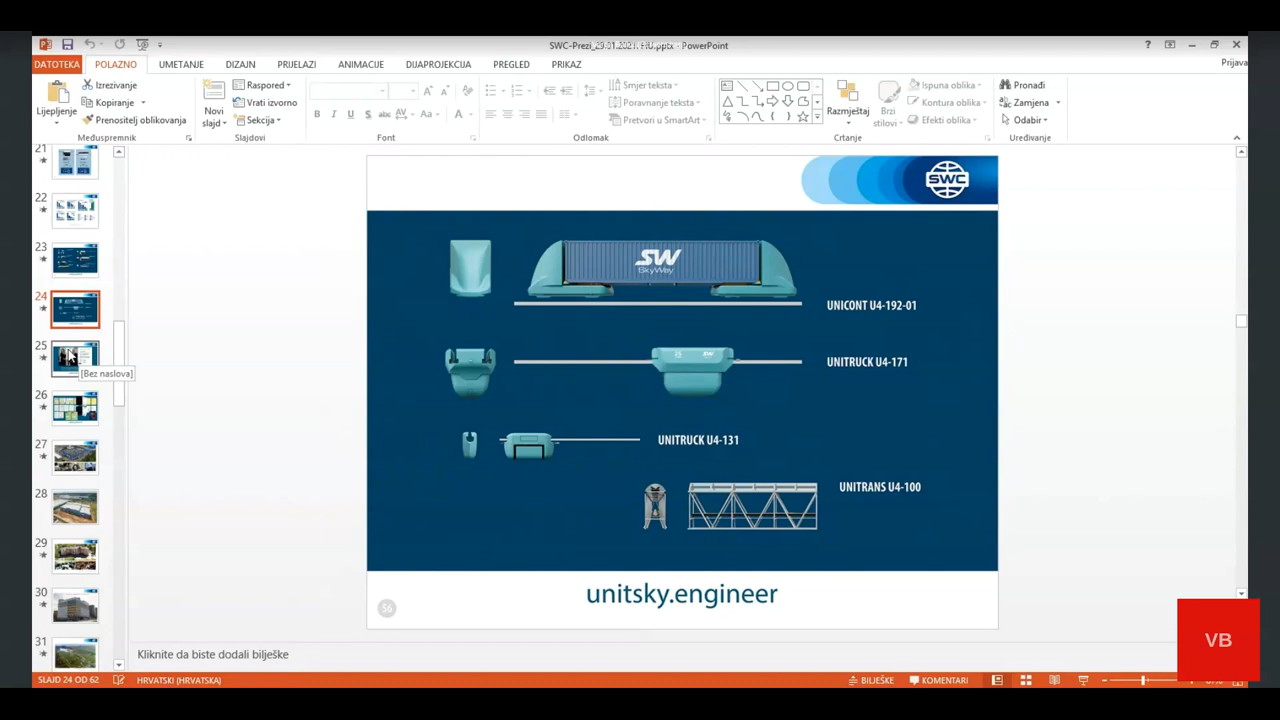 SWC-Prezi_29.01.2021. FIU.pptx - PowerPoint
DATOTEKA POLAZNO UMETANJE DIZAJN PRIJELAZI ANIMACIJE DIJAPROJEKCIJA PREGLED PRIKAZ Prijava
Lijepljenje
Izrezivanje
Kopiranje
Prenositelj oblikovanja
Međuspremnik
Novi slajd
Raspored
Vrati izvorno
Sekcija
Slajdovi
B I U S abc AV Aa A
Font
Smjer teksta
Poravnanje teksta
Pretvori u SmartArt
Odlomak
Razmještaj
Brzi stilovi
Ispuna oblika
Kontura oblika
Efekti oblika
Crtanje
Pronađi
Zamjena
Odabir
Uređivanje
21
22
23
24
25
[Bez naslova]
26
27
28
29
30
31
SWC
SW
SkyWay
UNICONT U4-192-01
UNITRUCK U4-171
UNITRUCK U4-131
UNITRANS U4-100
56
unitsky.engineer
Kliknite da biste dodali bilješke
VB
SLAJD 24 OD 62 HRVATSKI (HRVATSKA) BILJEŠKE KOMENTARI